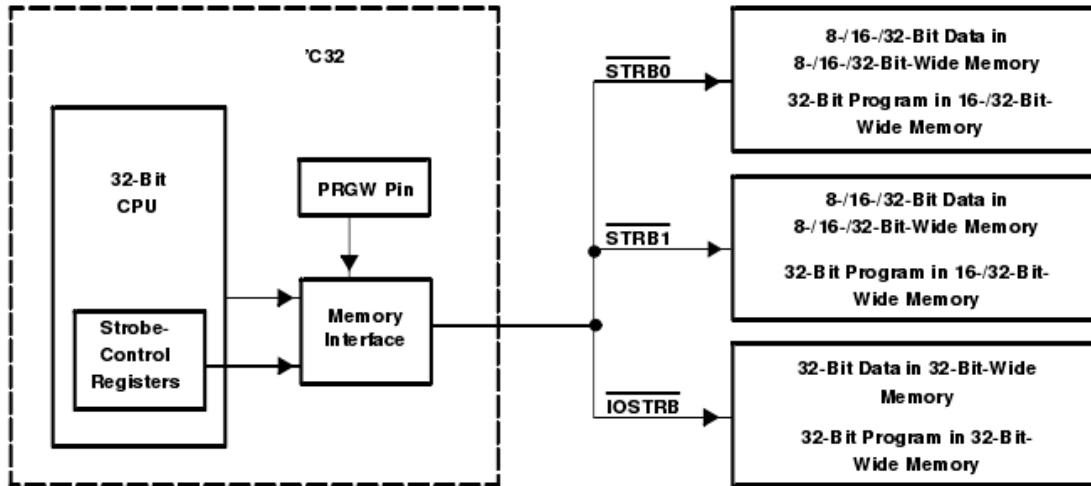 'C32
32-Bit
CPU
PRGW Pin
Strobe-
Control
Registers
Memory
Interface
STRB0
8-/16-/32-Bit Data in
8-/16-/32-Bit-Wide Memory
32-Bit Program in 16-/32-Bit-
Wide Memory
STRB1
8-/16-/32-Bit Data in
8-/16-/32-Bit-Wide Memory
32-Bit Program in 16-/32-Bit-
Wide Memory
IOSTRB
32-Bit Data in 32-Bit-Wide
Memory
32-Bit Program in 32-Bit-
Wide Memory